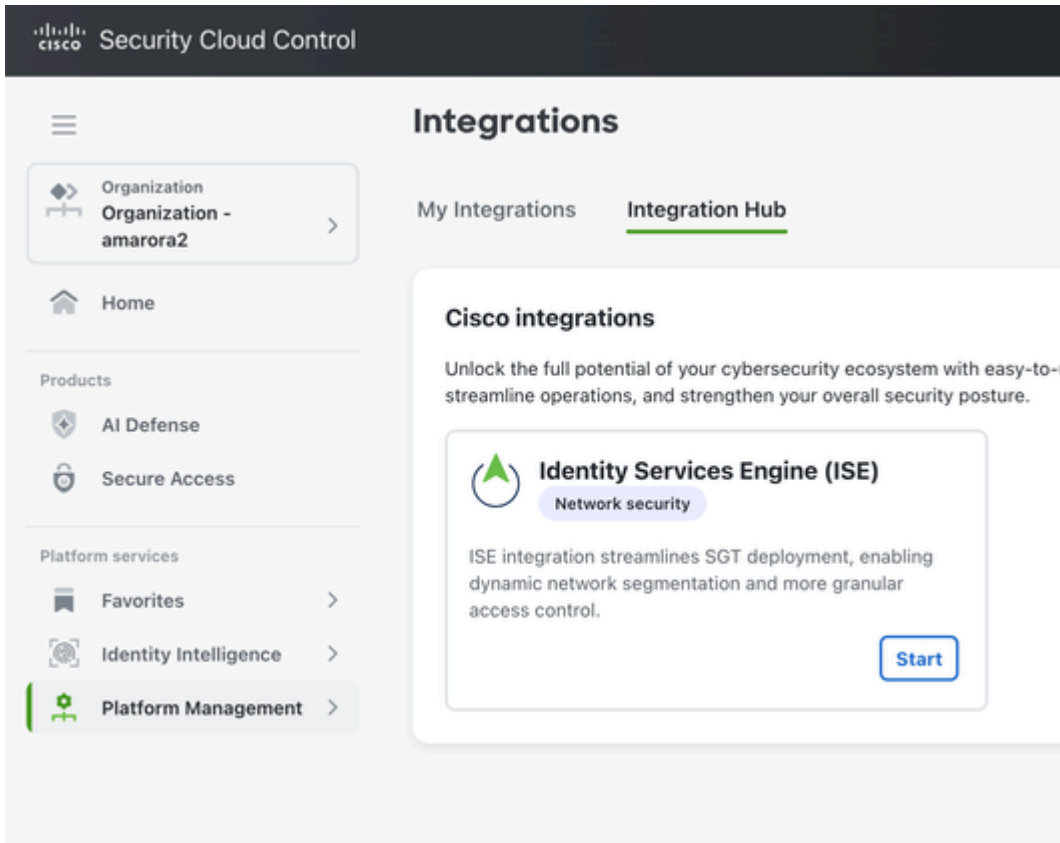 cisco Security Cloud Control
Organization
Organization -
amarora2
Home
Products
AI Defense
Secure Access
Platform services
Favorites
Identity Intelligence
Platform Management
Integrations
My Integrations Integration Hub
Cisco integrations
Unlock the full potential of your cybersecurity ecosystem with easy-to-
streamline operations, and strengthen your overall security posture.
Identity Services Engine (ISE)
Network security
ISE integration streamlines SGT deployment, enabling
dynamic network segmentation and more granular
access control.
Start